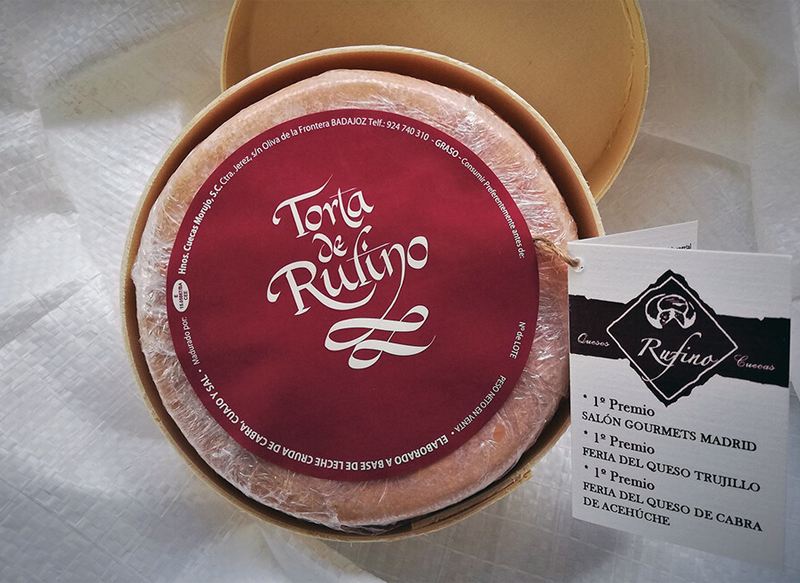 Torta
de
Rufino
Madurado por:
Hnos. Cuecas Morujo, S.C. Ctra. Jerez, s/n Oliva de la Frontera BADAJOZ Telf.: 924 740 310 - GRASO - Consumir Preferentemente antes de:
Nº de LOTE
PESO NETO EN VENTA
• ELABORADO A BASE DE LECHE CRUDA DE CABRA, CUAJO Y SAL •
Quesos Rufino Cuecas
* 1º Premio
SALÓN GOURMETS MADRID
* 1º Premio
FERIA DEL QUESO TRUJILLO
* 1º Premio
FERIA DEL QUESO DE CABRA
DE ACEHÚCHE